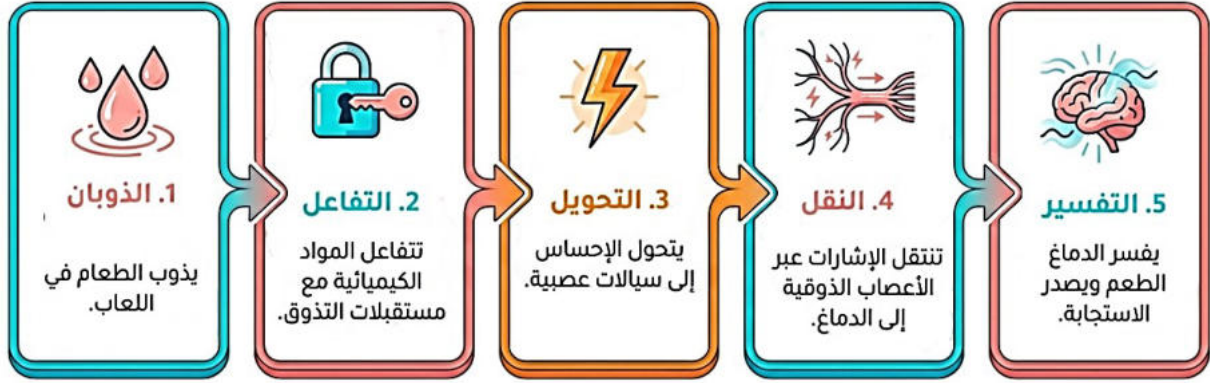 1. الذوبان
يذوب الطعام في
اللعاب.
2. التفاعل
تتفاعل المواد
الكيميائية مع
مستقبلات التذوق.
3. التحويل
يتحول الإحساس
إلى سيالات عصبية.
4. النقل
تنتقل الإشارات عبر
الأعصاب الذوقية
إلى الدماغ.
5. التفسير
يفسر الدماغ
الطعم ويصدر
الاستجابة.